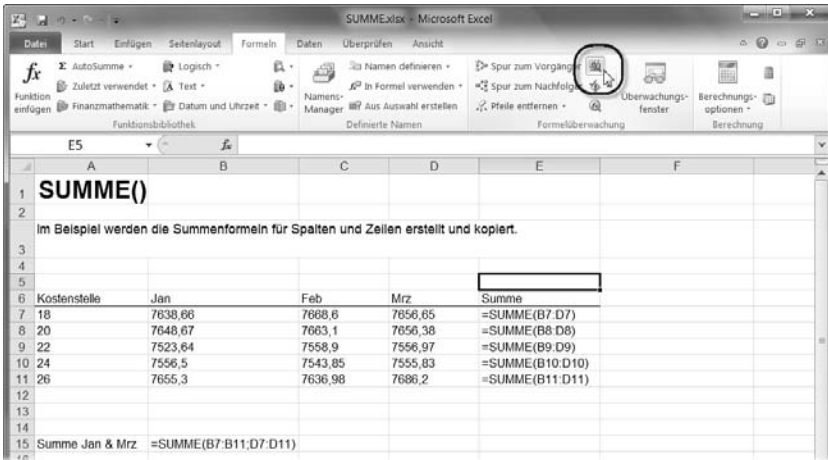 SUMME.xlsx - Microsoft Excel
Datei Start Einfügen Seitenlayout Formeln Daten Überprüfen Ansicht
fx Funktion einfügen
Σ AutoSumme
Zuletzt verwendet
Finanzmathematik
Logisch
Text
Datum und Uhrzeit
Funktionsbibliothek
Namens-Manager
Namen definieren
In Formel verwenden
Aus Auswahl erstellen
Definierte Namen
Spur zum Vorgänger
Spur zum Nachfolger
Pfeile entfernen
Überwachungs-
fenster
Formelüberwachung
Berechnungs-
optionen
Berechnung
E5 fx
A B C D E F
1 SUMME()
2
3 Im Beispiel werden die Summenformeln für Spalten und Zeilen erstellt und kopiert.
4
5
6 Kostenstelle Jan Feb Mrz Summe
7 18 7638,66 7668,6 7656,65 =SUMME(B7:D7)
8 20 7648,67 7663,1 7656,38 =SUMME(B8:D8)
9 22 7523,64 7558,9 7556,97 =SUMME(B9:D9)
10 24 7556,5 7543,85 7555,83 =SUMME(B10:D10)
11 26 7655,3 7636,98 7686,2 =SUMME(B11:D11)
12
13
14
15 Summe Jan & Mrz =SUMME(B7:B11;D7:D11)